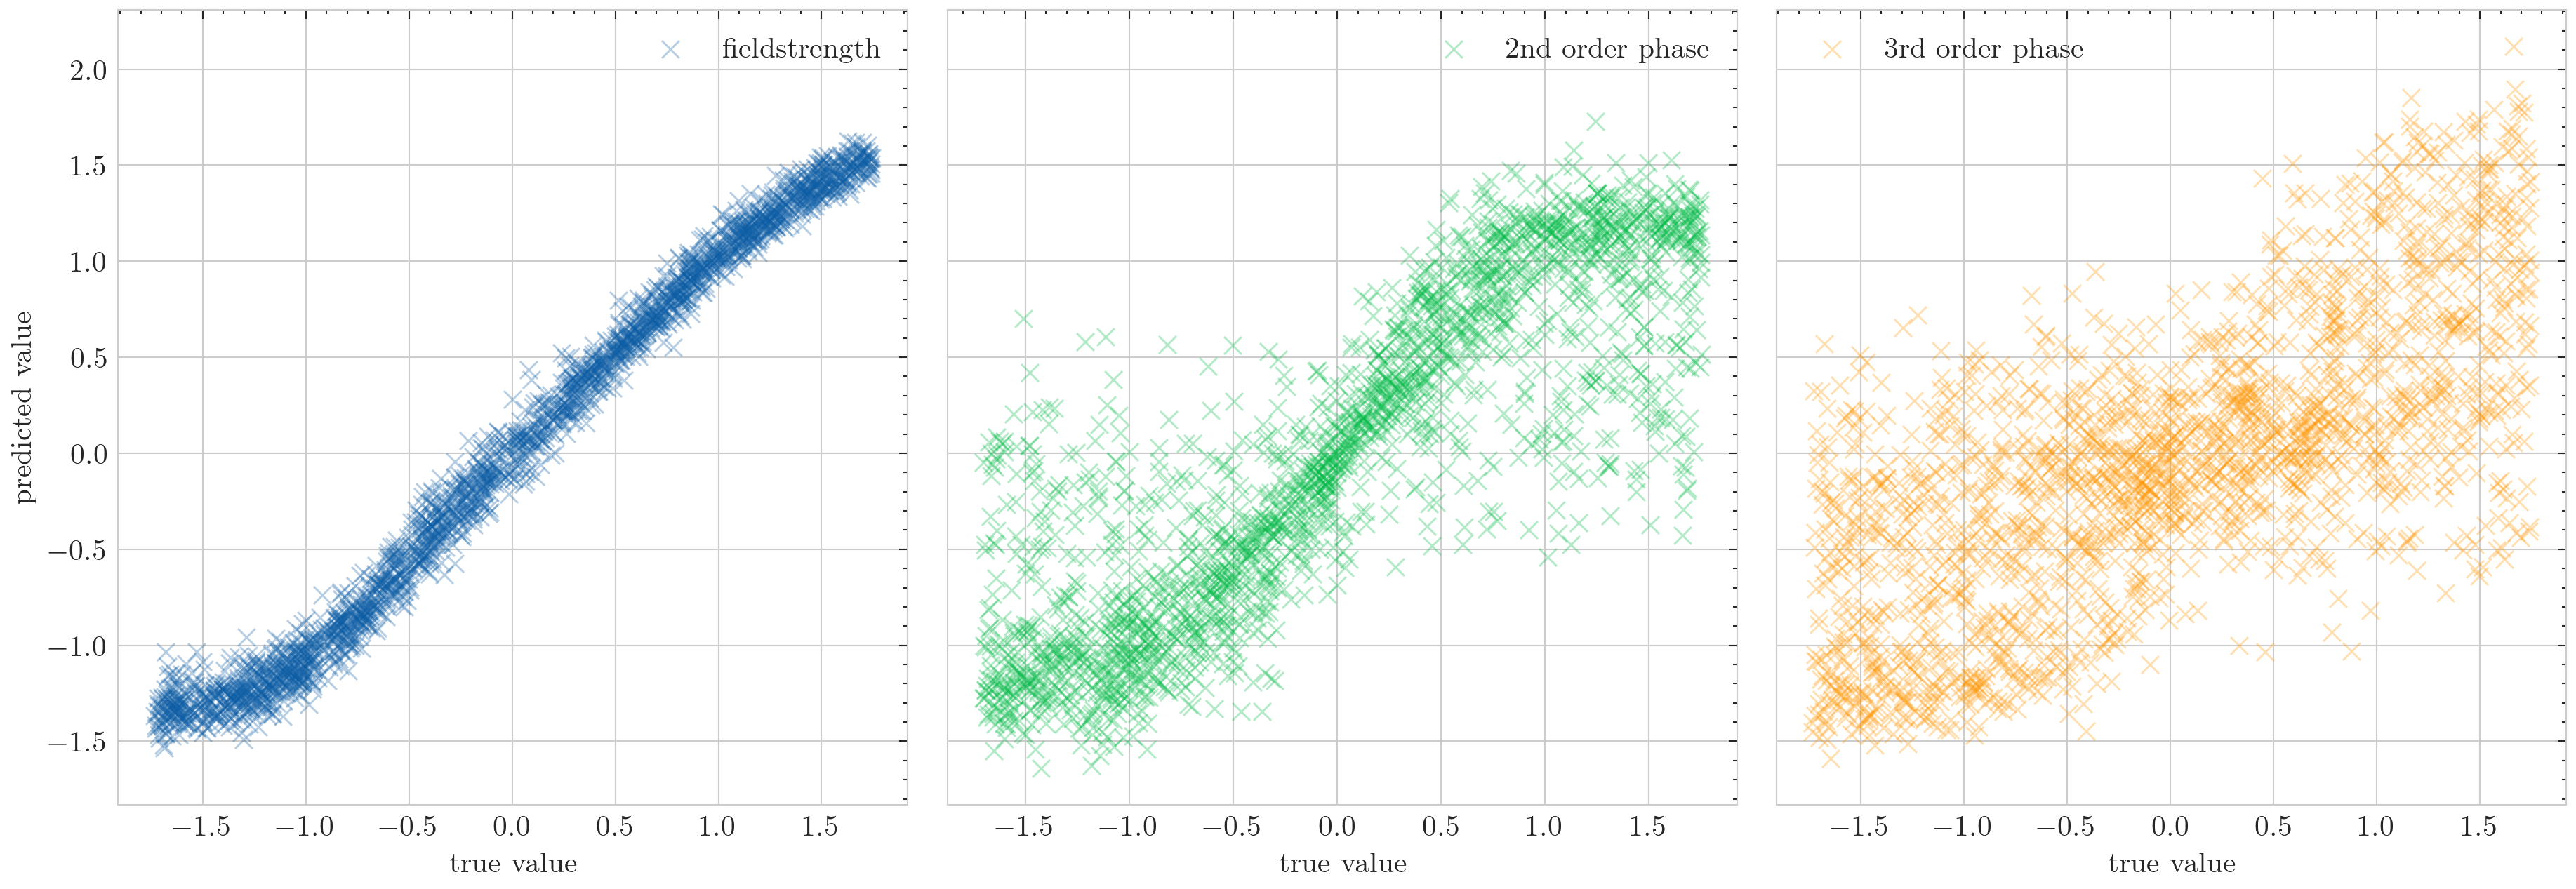 fieldstrength
2nd order phase
3rd order phase
2.0
1.5
1.0
0.5
0.0
−0.5
−1.0
−1.5
predicted value
−1.5 −1.0 −0.5 0.0 0.5 1.0 1.5
−1.5 −1.0 −0.5 0.0 0.5 1.0 1.5
−1.5 −1.0 −0.5 0.0 0.5 1.0 1.5
true value
true value
true value